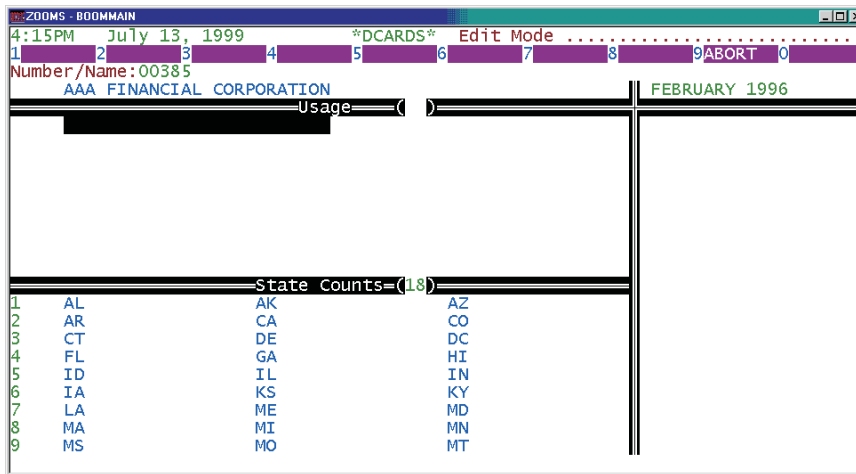 ZOOMS - BOOMMAIN
4:15PM July 13, 1999 *DCARDS* Edit Mode ...........................
1 2 3 4 5 6 7 8 9ABORT 0
Number/Name:00385
AAA FINANCIAL CORPORATION FEBRUARY 1996
Usage ( )
State Counts (18)
1 AL AK AZ
2 AR CA CO
3 CT DE DC
4 FL GA HI
5 ID IL IN
6 IA KS KY
7 LA ME MD
8 MA MI MN
9 MS MO MT